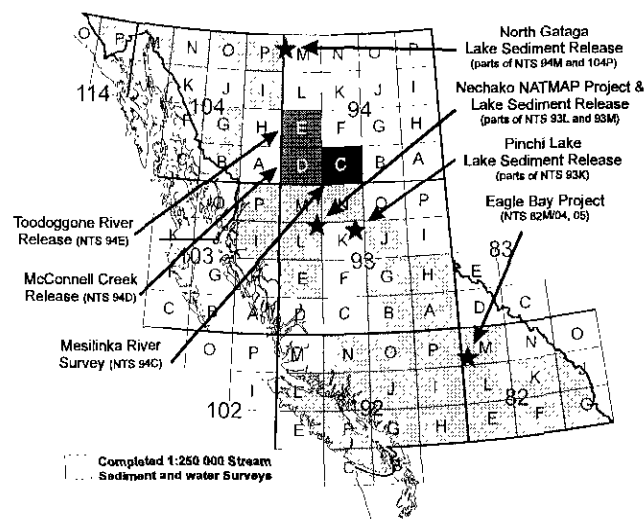 North Gataga
Lake Sediment Release
(parts of NTS 94M and 104P)
Nechako NATMAP Project &
Lake Sediment Release
(parts of NTS 93L and 93M)
Pinchi Lake
Lake Sediment Release
(parts of NTS 93K)
Eagle Bay Project
(NTS 82M/04, 05)
O P M N O P M N O P
114
K J I L K J I
104
94
F G H E F G H
C B A D C B A
Toodoggone River
Release (NTS 94E)
O P M N O P
K J I L K J I
103
93
83
McConnell Creek
Release (NTS 94D)
F G H E F G H E
C B A D C B A D C
Mesilinka River
Survey (NTS 94C)
O P M N O P M N O
102
I L J I L K
92
82
E F G H E F G
C B
Completed 1:250 000 Stream
Sediment and water Surveys